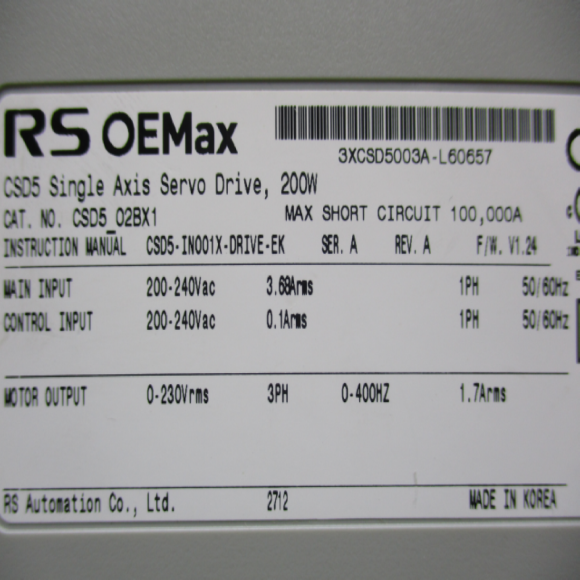 RS OEMax
3XCSD5003A-L60657
CSD5 Single Axis Servo Drive, 200W
CAT. NO. CSD5_02BX1 MAX SHORT CIRCUIT 100,000A
INSTRUCTION MANUAL CSD5-IN001X-DRIVE-EK SER. A REV. A F/W. V1.24
MAIN INPUT 200-240Vac 3.68Arms 1PH 50/60Hz
CONTROL INPUT 200-240Vac 0.1Arms 1PH 50/60Hz
MOTOR OUTPUT 0-230Vrms 3PH 0-400HZ 1.7Arms
RS Automation Co., Ltd. 2712 MADE IN KOREA